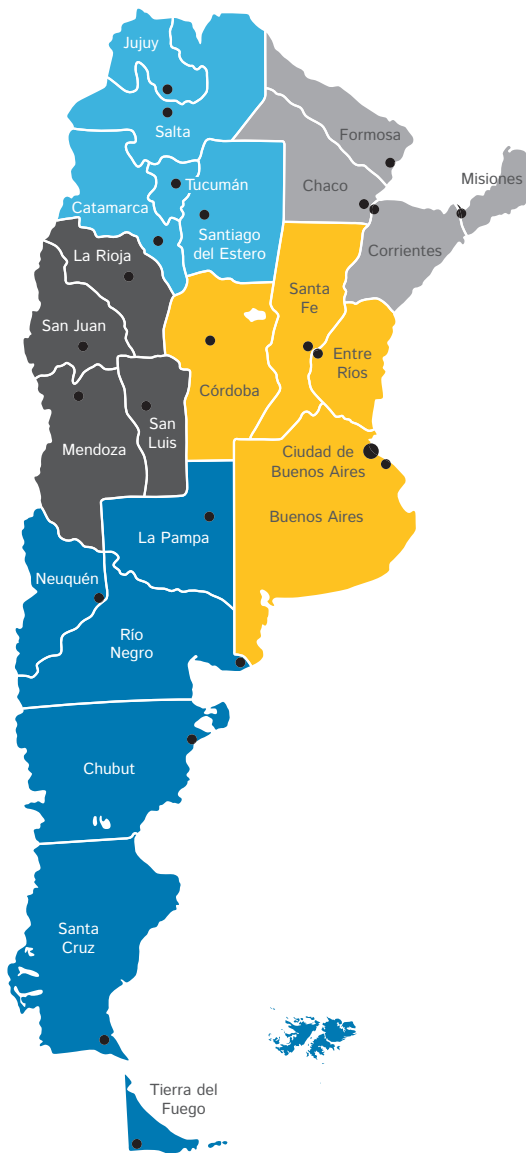 Jujuy
Salta
Formosa
Chaco
Misiones
Tucumán
Catamarca
Santiago
del Estero
Corrientes
La Rioja
Santa
Fe
San Juan
Entre
Ríos
Córdoba
San
Luis
Mendoza
Ciudad de
Buenos Aires
Buenos Aires
La Pampa
Neuquén
Río
Negro
Chubut
Santa
Cruz
Tierra del
Fuego